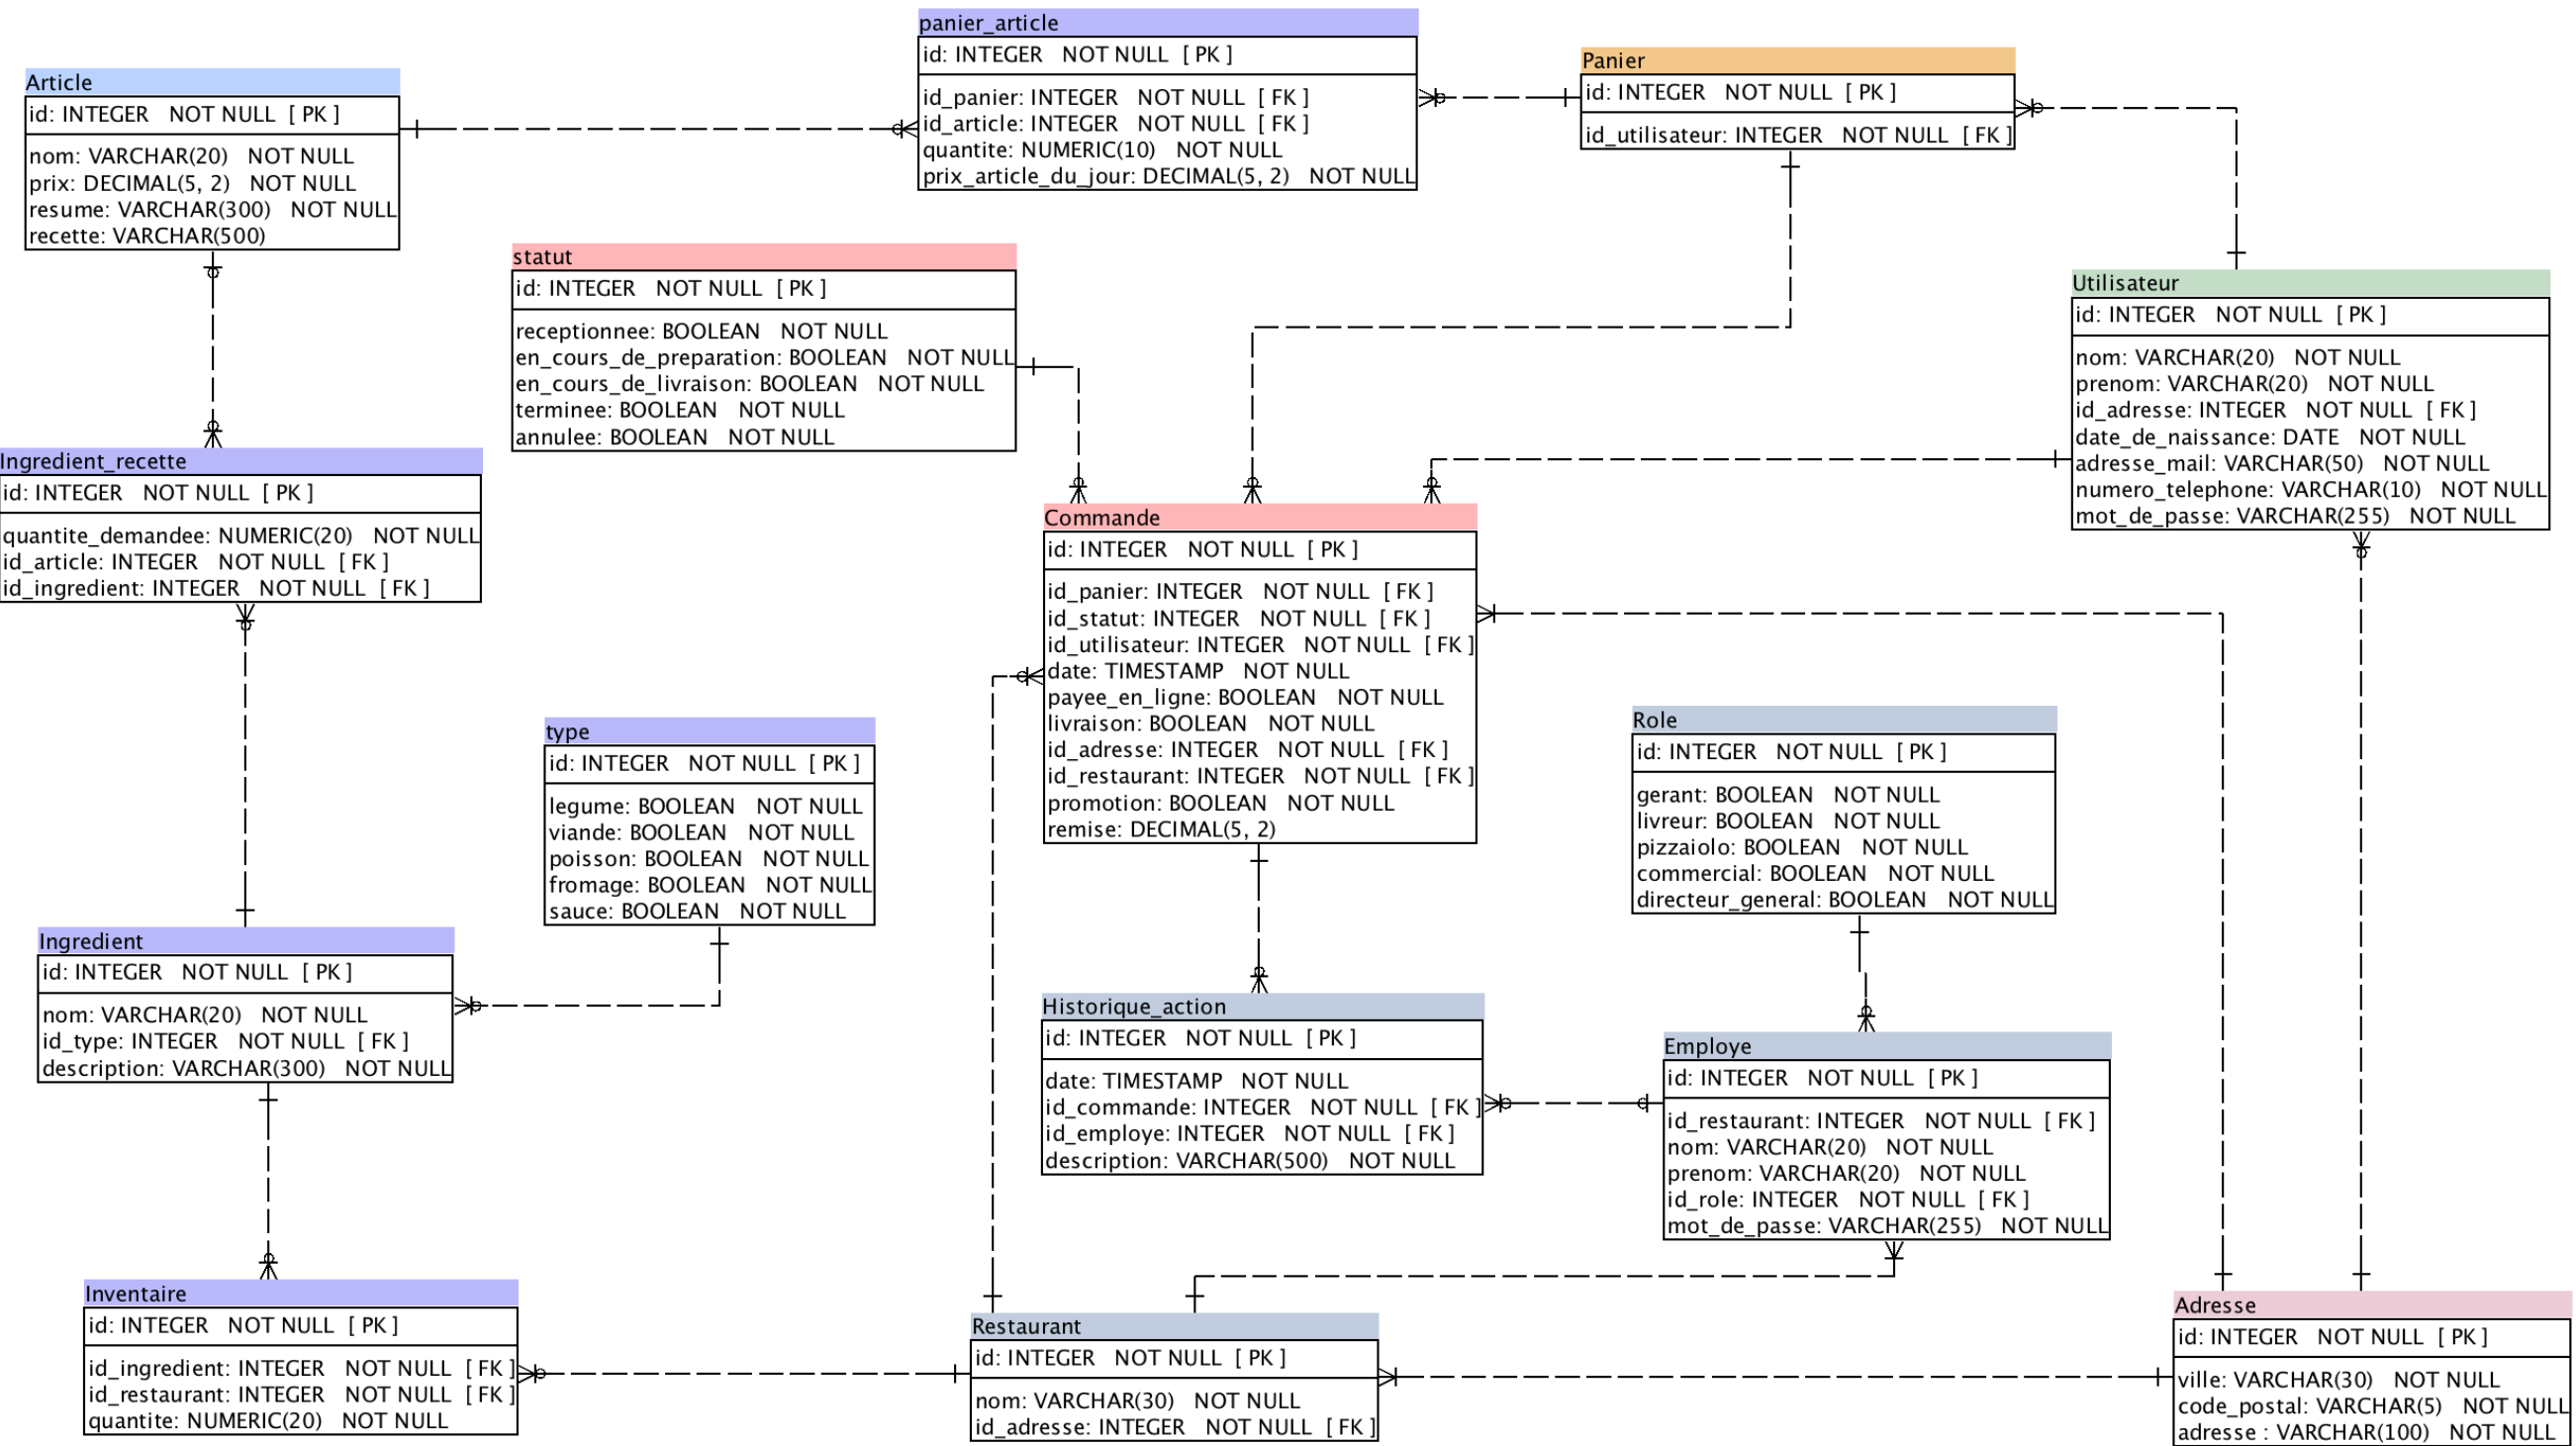 panier_article
id: INTEGER NOT NULL [ PK ]
id_panier: INTEGER NOT NULL [ FK ]
id_article: INTEGER NOT NULL [ FK ]
quantite: NUMERIC(10) NOT NULL
prix_article_du_jour: DECIMAL(5, 2) NOT NULL
Panier
id: INTEGER NOT NULL [ PK ]
id_utilisateur: INTEGER NOT NULL [ FK ]
Article
id: INTEGER NOT NULL [ PK ]
nom: VARCHAR(20) NOT NULL
prix: DECIMAL(5, 2) NOT NULL
resume: VARCHAR(300) NOT NULL
recette: VARCHAR(500)
statut
id: INTEGER NOT NULL [ PK ]
receptionnee: BOOLEAN NOT NULL
en_cours_de_preparation: BOOLEAN NOT NULL
en_cours_de_livraison: BOOLEAN NOT NULL
terminee: BOOLEAN NOT NULL
annulee: BOOLEAN NOT NULL
Utilisateur
id: INTEGER NOT NULL [ PK ]
nom: VARCHAR(20) NOT NULL
prenom: VARCHAR(20) NOT NULL
id_adresse: INTEGER NOT NULL [ FK ]
date_de_naissance: DATE NOT NULL
adresse_mail: VARCHAR(50) NOT NULL
numero_telephone: VARCHAR(10) NOT NULL
mot_de_passe: VARCHAR(255) NOT NULL
Ingredient_recette
id: INTEGER NOT NULL [ PK ]
quantite_demandee: NUMERIC(20) NOT NULL
id_article: INTEGER NOT NULL [ FK ]
id_ingredient: INTEGER NOT NULL [ FK ]
Commande
id: INTEGER NOT NULL [ PK ]
id_panier: INTEGER NOT NULL [ FK ]
id_statut: INTEGER NOT NULL [ FK ]
id_utilisateur: INTEGER NOT NULL [ FK ]
date: TIMESTAMP NOT NULL
payee_en_ligne: BOOLEAN NOT NULL
livraison: BOOLEAN NOT NULL
id_adresse: INTEGER NOT NULL [ FK ]
id_restaurant: INTEGER NOT NULL [ FK ]
promotion: BOOLEAN NOT NULL
remise: DECIMAL(5, 2)
type
id: INTEGER NOT NULL [ PK ]
legume: BOOLEAN NOT NULL
viande: BOOLEAN NOT NULL
poisson: BOOLEAN NOT NULL
fromage: BOOLEAN NOT NULL
sauce: BOOLEAN NOT NULL
Role
id: INTEGER NOT NULL [ PK ]
gerant: BOOLEAN NOT NULL
livreur: BOOLEAN NOT NULL
pizzaiolo: BOOLEAN NOT NULL
commercial: BOOLEAN NOT NULL
directeur_general: BOOLEAN NOT NULL
Ingredient
id: INTEGER NOT NULL [ PK ]
nom: VARCHAR(20) NOT NULL
id_type: INTEGER NOT NULL [ FK ]
description: VARCHAR(300) NOT NULL
Historique_action
id: INTEGER NOT NULL [ PK ]
date: TIMESTAMP NOT NULL
id_commande: INTEGER NOT NULL [ FK ]
id_employe: INTEGER NOT NULL [ FK ]
description: VARCHAR(500) NOT NULL
Employe
id: INTEGER NOT NULL [ PK ]
id_restaurant: INTEGER NOT NULL [ FK ]
nom: VARCHAR(20) NOT NULL
prenom: VARCHAR(20) NOT NULL
id_role: INTEGER NOT NULL [ FK ]
mot_de_passe: VARCHAR(255) NOT NULL
Inventaire
id: INTEGER NOT NULL [ PK ]
id_ingredient: INTEGER NOT NULL [ FK ]
id_restaurant: INTEGER NOT NULL [ FK ]
quantite: NUMERIC(20) NOT NULL
Restaurant
id: INTEGER NOT NULL [ PK ]
nom: VARCHAR(30) NOT NULL
id_adresse: INTEGER NOT NULL [ FK ]
Adresse
id: INTEGER NOT NULL [ PK ]
ville: VARCHAR(30) NOT NULL
code_postal: VARCHAR(5) NOT NULL
adresse : VARCHAR(100) NOT NULL